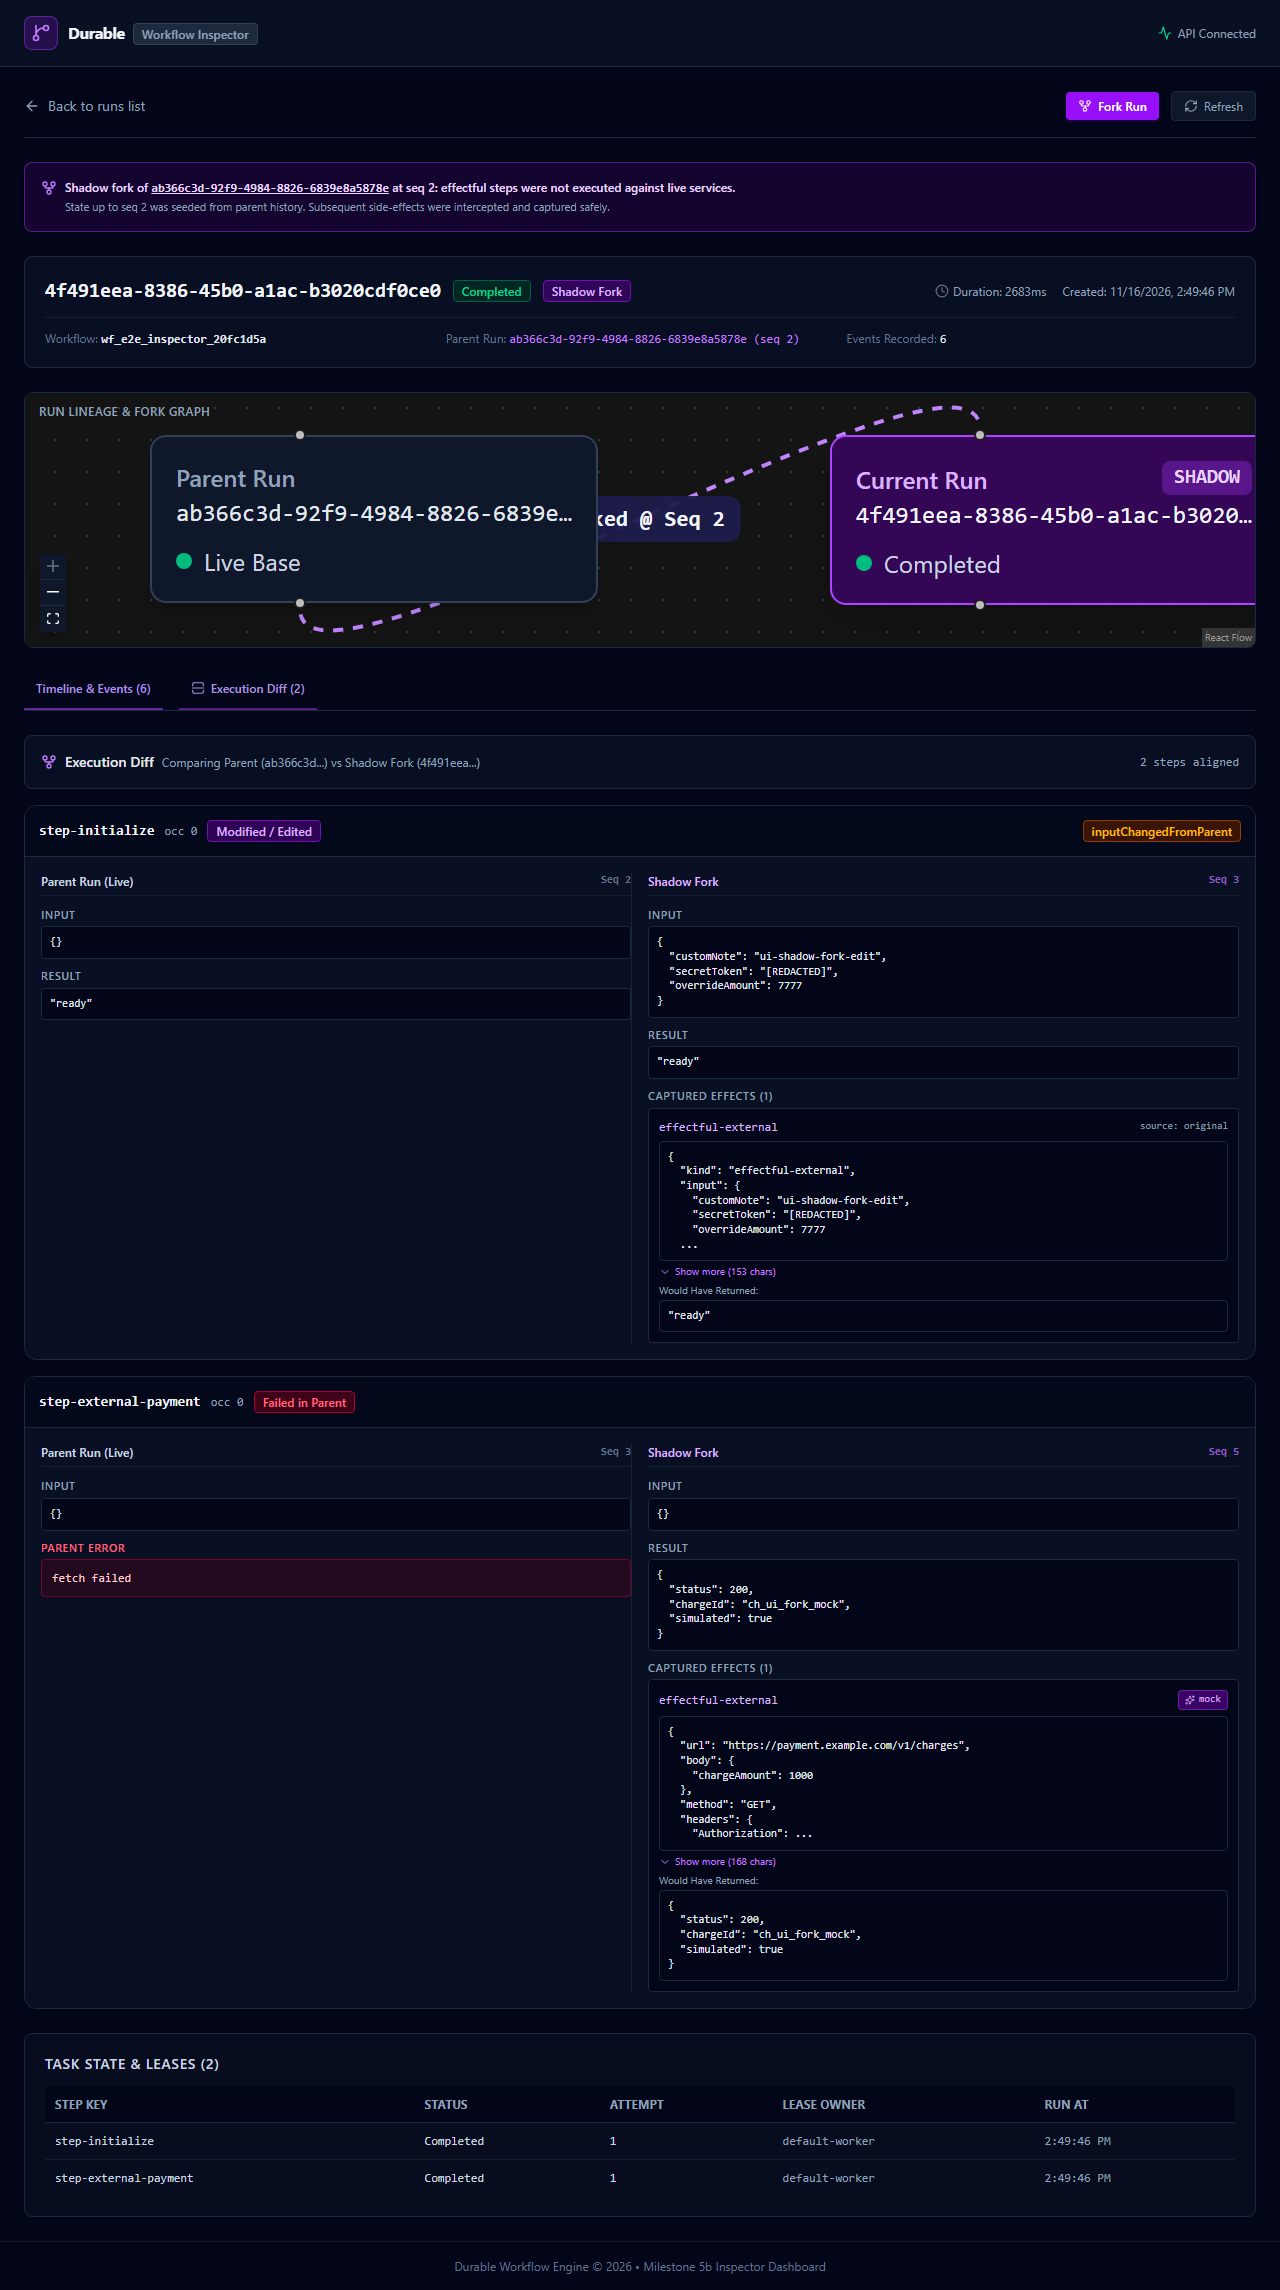 Durable Workflow Inspector
API Connected
Back to runs list
Fork Run
Refresh
Shadow fork of ab366c3d-92f9-4984-8826-6839e8a5878e at seq 2: effectful steps were not executed against live services.
State up to seq 2 was seeded from parent history. Subsequent side-effects were intercepted and captured safely.
4f491eea-8386-45b0-a1ac-b3020cdf0ce0 Completed Shadow Fork
Duration: 2683ms Created: 11/16/2026, 2:49:46 PM
Workflow: wf_e2e_inspector_20fc1d5a
Parent Run: ab366c3d-92f9-4984-8826-6839e8a5878e (seq 2)
Events Recorded: 6
RUN LINEAGE & FORK GRAPH
Parent Run
ab366c3d-92f9-4984-8826-6839e...
Live Base
ked @ Seq 2
Current Run
SHADOW
4f491eea-8386-45b0-a1ac-b3020...
Completed
React Flow
Timeline & Events (6)
Execution Diff (2)
Execution Diff Comparing Parent (ab366c3d...) vs Shadow Fork (4f491eea...)
2 steps aligned
step-initialize occ 0 Modified / Edited
inputChangedFromParent
Parent Run (Live) Seq 2
INPUT
{}
RESULT
"ready"
Shadow Fork Seq 3
INPUT
{
"customNote": "ui-shadow-fork-edit",
"secretToken": "[REDACTED]",
"overrideAmount": 7777
}
RESULT
"ready"
CAPTURED EFFECTS (1)
effectful-external source: original
{
"kind": "effectful-external",
"input": {
"customNote": "ui-shadow-fork-edit",
"secretToken": "[REDACTED]",
"overrideAmount": 7777
...
Show more (153 chars)
Would Have Returned:
"ready"
step-external-payment occ 0 Failed in Parent
Parent Run (Live) Seq 3
INPUT
{}
PARENT ERROR
fetch failed
Shadow Fork Seq 5
INPUT
{}
RESULT
{
"status": 200,
"chargeId": "ch_ui_fork_mock",
"simulated": true
}
CAPTURED EFFECTS (1)
effectful-external mock
{
"url": "https://payment.example.com/v1/charges",
"body": {
"chargeAmount": 1000
},
"method": "GET",
"headers": {
"Authorization": ...
Show more (168 chars)
Would Have Returned:
{
"status": 200,
"chargeId": "ch_ui_fork_mock",
"simulated": true
}
TASK STATE & LEASES (2)
STEP KEY STATUS ATTEMPT LEASE OWNER RUN AT
step-initialize Completed 1 default-worker 2:49:46 PM
step-external-payment Completed 1 default-worker 2:49:46 PM
Durable Workflow Engine © 2026 • Milestone 5b Inspector Dashboard